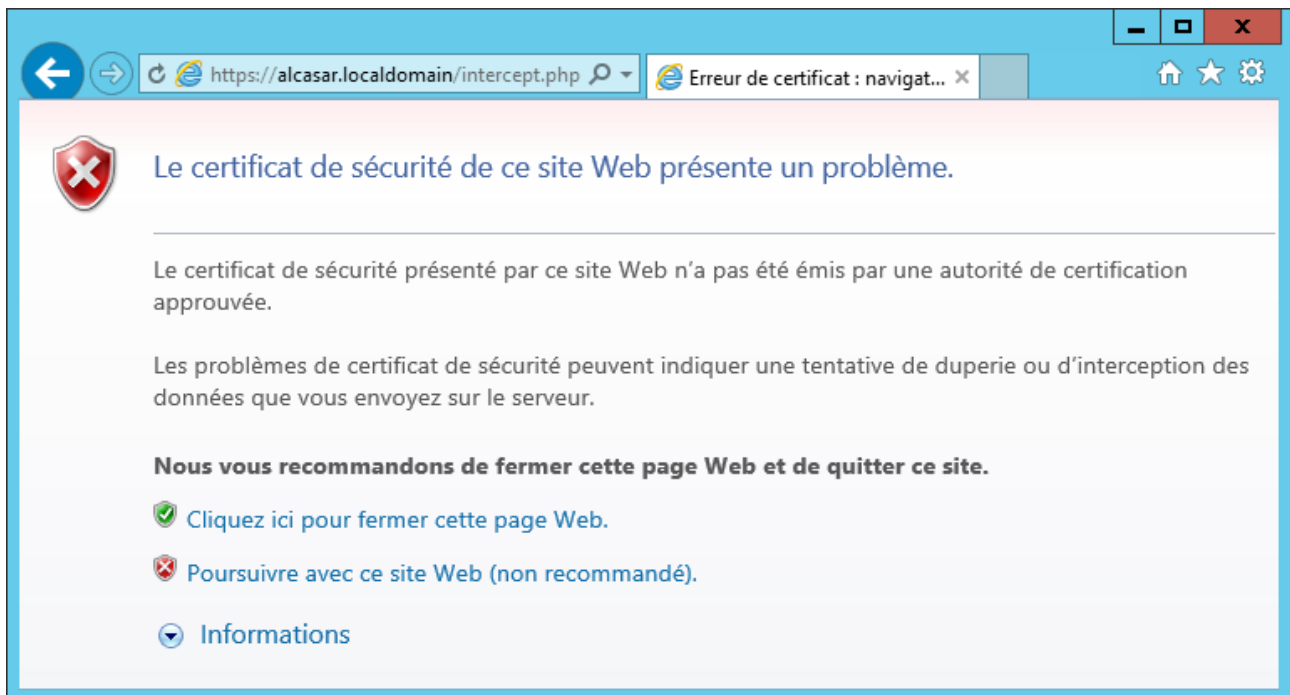 https://alcasar.localdomain/intercept.php
Erreur de certificat : navigat...
Le certificat de sécurité de ce site Web présente un problème.
Le certificat de sécurité présenté par ce site Web n'a pas été émis par une autorité de certification
approuvée.
Les problèmes de certificat de sécurité peuvent indiquer une tentative de duperie ou d'interception des
données que vous envoyez sur le serveur.
Nous vous recommandons de fermer cette page Web et de quitter ce site.
Cliquez ici pour fermer cette page Web.
Poursuivre avec ce site Web (non recommandé).
Informations